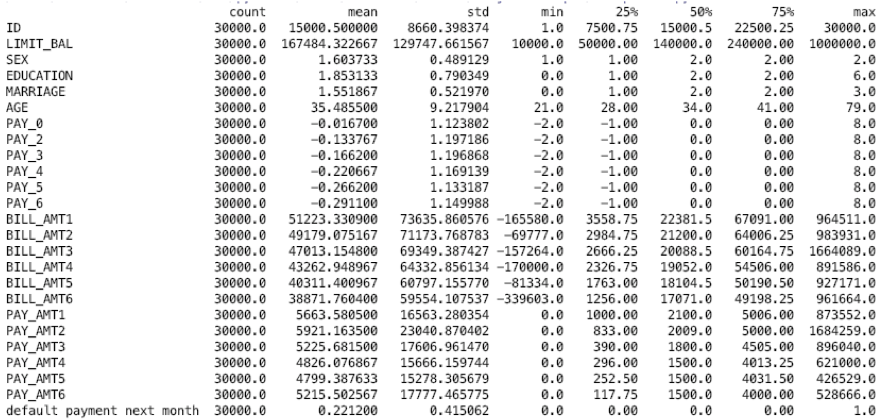 count mean std min 25% 50% 75% max
ID 30000.0 15000.500000 8660.398374 1.0 7500.75 15000.5 22500.25 30000.0
LIMIT_BAL 30000.0 167484.322667 129747.661567 10000.0 50000.00 140000.0 240000.00 1000000.0
SEX 30000.0 1.603733 0.489129 1.0 1.00 2.0 2.00 2.0
EDUCATION 30000.0 1.853133 0.790349 0.0 1.00 2.0 2.00 6.0
MARRIAGE 30000.0 1.551867 0.521970 0.0 1.00 2.0 2.00 3.0
AGE 30000.0 35.485500 9.217904 21.0 28.00 34.0 41.00 79.0
PAY_0 30000.0 -0.016700 1.123802 -2.0 -1.00 0.0 0.00 8.0
PAY_2 30000.0 -0.133767 1.197186 -2.0 -1.00 0.0 0.00 8.0
PAY_3 30000.0 -0.166200 1.196868 -2.0 -1.00 0.0 0.00 8.0
PAY_4 30000.0 -0.220667 1.169139 -2.0 -1.00 0.0 0.00 8.0
PAY_5 30000.0 -0.266200 1.133187 -2.0 -1.00 0.0 0.00 8.0
PAY_6 30000.0 -0.291100 1.149988 -2.0 -1.00 0.0 0.00 8.0
BILL_AMT1 30000.0 51223.330900 73635.860576 -165580.0 3558.75 22381.5 67091.00 964511.0
BILL_AMT2 30000.0 49179.075167 71173.768783 -69777.0 2984.75 21200.0 64006.25 983931.0
BILL_AMT3 30000.0 47013.154800 69349.387427 -157264.0 2666.25 20088.5 60164.75 1664089.0
BILL_AMT4 30000.0 43262.948967 64332.856134 -170000.0 2326.75 19052.0 54506.00 891586.0
BILL_AMT5 30000.0 40311.400967 60797.155770 -81334.0 1763.00 18104.5 50190.50 927171.0
BILL_AMT6 30000.0 38871.760400 59554.107537 -339603.0 1256.00 17071.0 49198.25 961664.0
PAY_AMT1 30000.0 5663.580500 16563.280354 0.0 1000.00 2100.0 5006.00 873552.0
PAY_AMT2 30000.0 5921.163500 23040.870402 0.0 833.00 2009.0 5000.00 1684259.0
PAY_AMT3 30000.0 5225.681500 17606.961470 0.0 390.00 1800.0 4505.00 896040.0
PAY_AMT4 30000.0 4826.076867 15666.159744 0.0 296.00 1500.0 4013.25 621000.0
PAY_AMT5 30000.0 4799.387633 15278.305679 0.0 252.50 1500.0 4031.50 426529.0
PAY_AMT6 30000.0 5215.502567 17777.465775 0.0 117.75 1500.0 4000.00 528666.0
default payment next month 30000.0 0.221200 0.415062 0.0 0.00 0.0 0.00 1.0